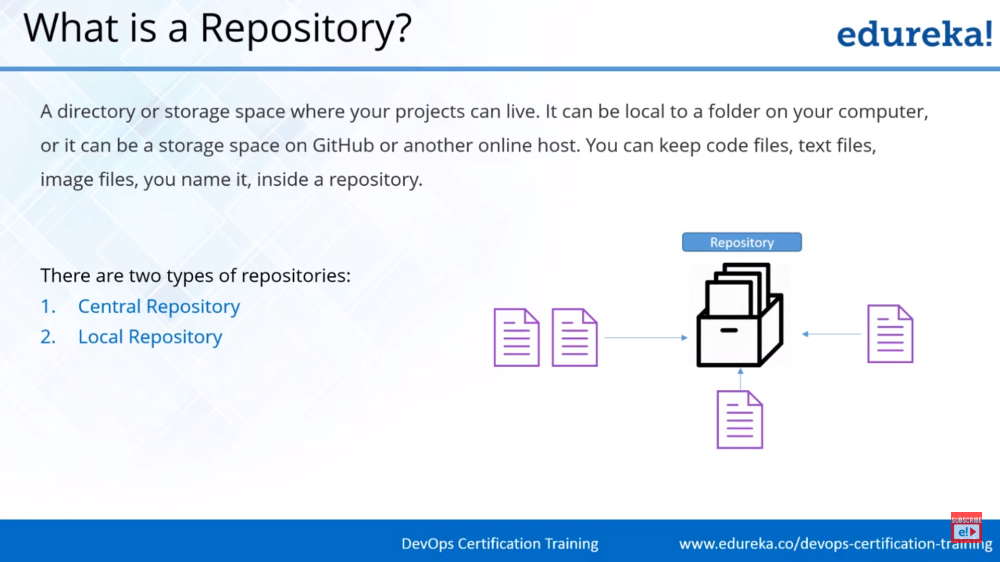 What is a Repository?
edureka!
A directory or storage space where your projects can live. It can be local to a folder on your computer,
or it can be a storage space on GitHub or another online host. You can keep code files, text files,
image files, you name it, inside a repository.
There are two types of repositories:
1. Central Repository
2. Local Repository
Repository
DevOps Certification Training
www.edureka.co/devops-certification-training
SUBSCRIBE
e!